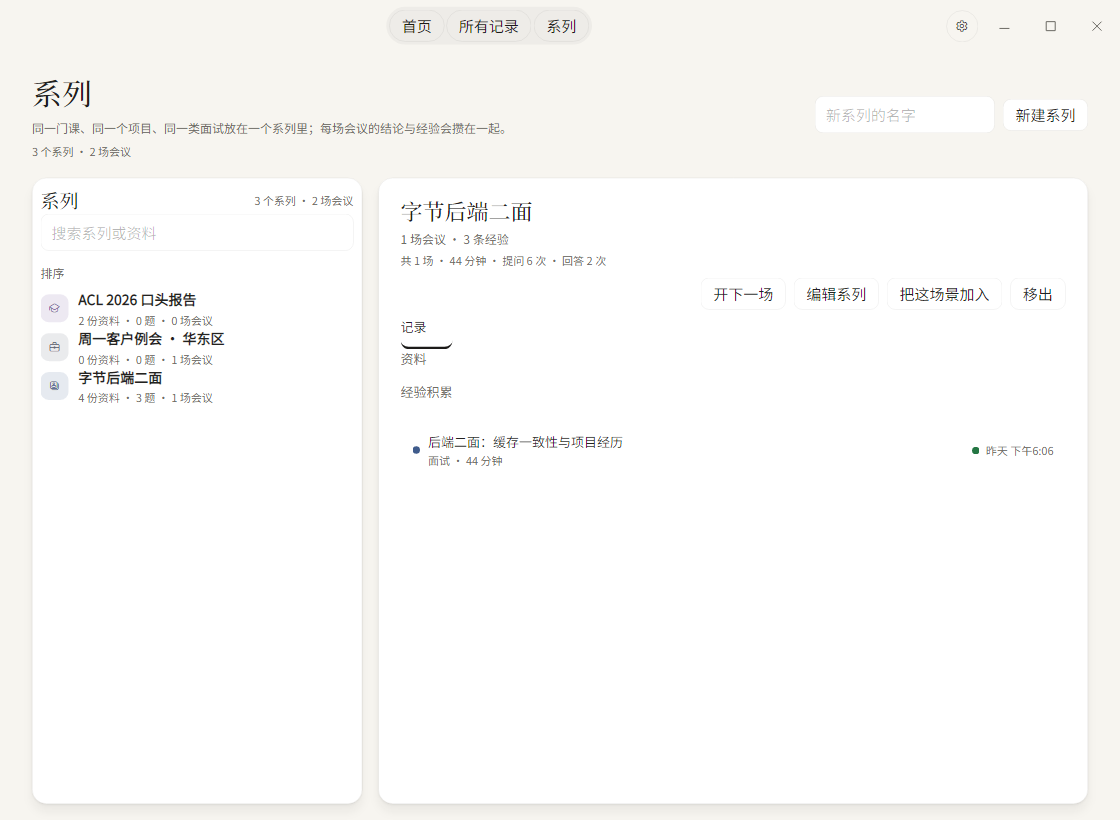 首页 所有记录 系列
系列
同一门课、同一个项目、同一类面试放在一个系列里；每场会议的结论与经验会攒在一起。
3 个系列 · 2 场会议
新系列的名字 新建系列
系列 3 个系列 · 2 场会议
搜索系列或资料
排序
ACL 2026 口头报告
2 份资料 · 0 题 · 0 场会议
周一客户例会 · 华东区
0 份资料 · 0 题 · 1 场会议
字节后端二面
4 份资料 · 3 题 · 1 场会议
字节后端二面
1 场会议 · 3 条经验
共 1 场 · 44 分钟 · 提问 6 次 · 回答 2 次
开下一场 编辑系列 把这场景加入 移出
记录
资料
经验积累
后端二面：缓存一致性与项目经历
面试 · 44 分钟
昨天 下午6:06